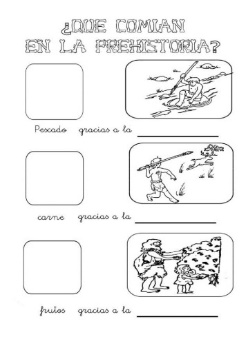 ¿QUE COMIAN
EN LA PREHISTORIA?
Pescado gracias a la
carne gracias a la
frutos gracias a la